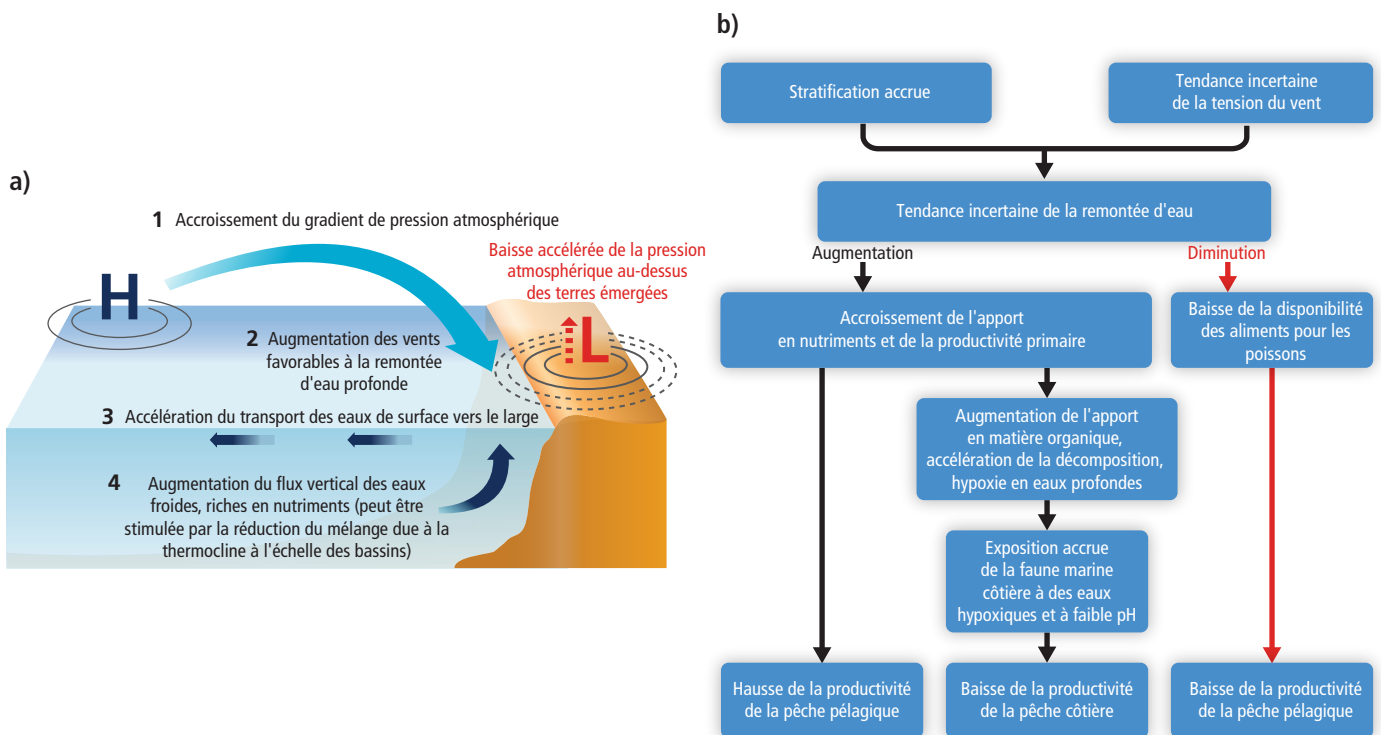 a)
1 Accroissement du gradient de pression atmosphérique
Baisse accélérée de la pression
atmosphérique au-dessus
des terres émergées
H
L
2 Augmentation des vents
favorables à la remontée
d'eau profonde
3 Accélération du transport des eaux de surface vers le large
4 Augmentation du flux vertical des eaux
froides, riches en nutriments (peut être
stimulée par la réduction du mélange due à la
thermocline à l'échelle des bassins)
b)
Stratification accrue
Tendance incertaine
de la tension du vent
Tendance incertaine de la remontée d'eau
Augmentation
Diminution
Accroissement de l'apport
en nutriments et de la productivité primaire
Baisse de la disponibilité
des aliments pour les
poissons
Augmentation de l'apport
en matière organique,
accélération de la décomposition,
hypoxie en eaux profondes
Exposition accrue
de la faune marine
côtière à des eaux
hypoxiques et à faible pH
Hausse de la productivité
de la pêche pélagique
Baisse de la productivité
de la pêche côtière
Baisse de la productivité
de la pêche pélagique